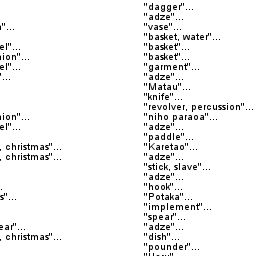 "dagger"...
"adze"...
"... "vase"...
"basket, water"...
el"... "basket"...
ion"... "basket"...
el"... "garment"...
"... "adze"...
"Matau"...
"knife"...
"revolver, percussion"...
ion"... "niho paraoa"...
el"... "adze"...
"paddle"...
, christmas"... "Karetao"...
, christmas"... "adze"...
"stick, slave"...
"adze"...
"hook"...
s"... "Potaka"...
"implement"...
"spear"...
ear"... "adze"...
, christmas"... "dish"...
"pounder"...